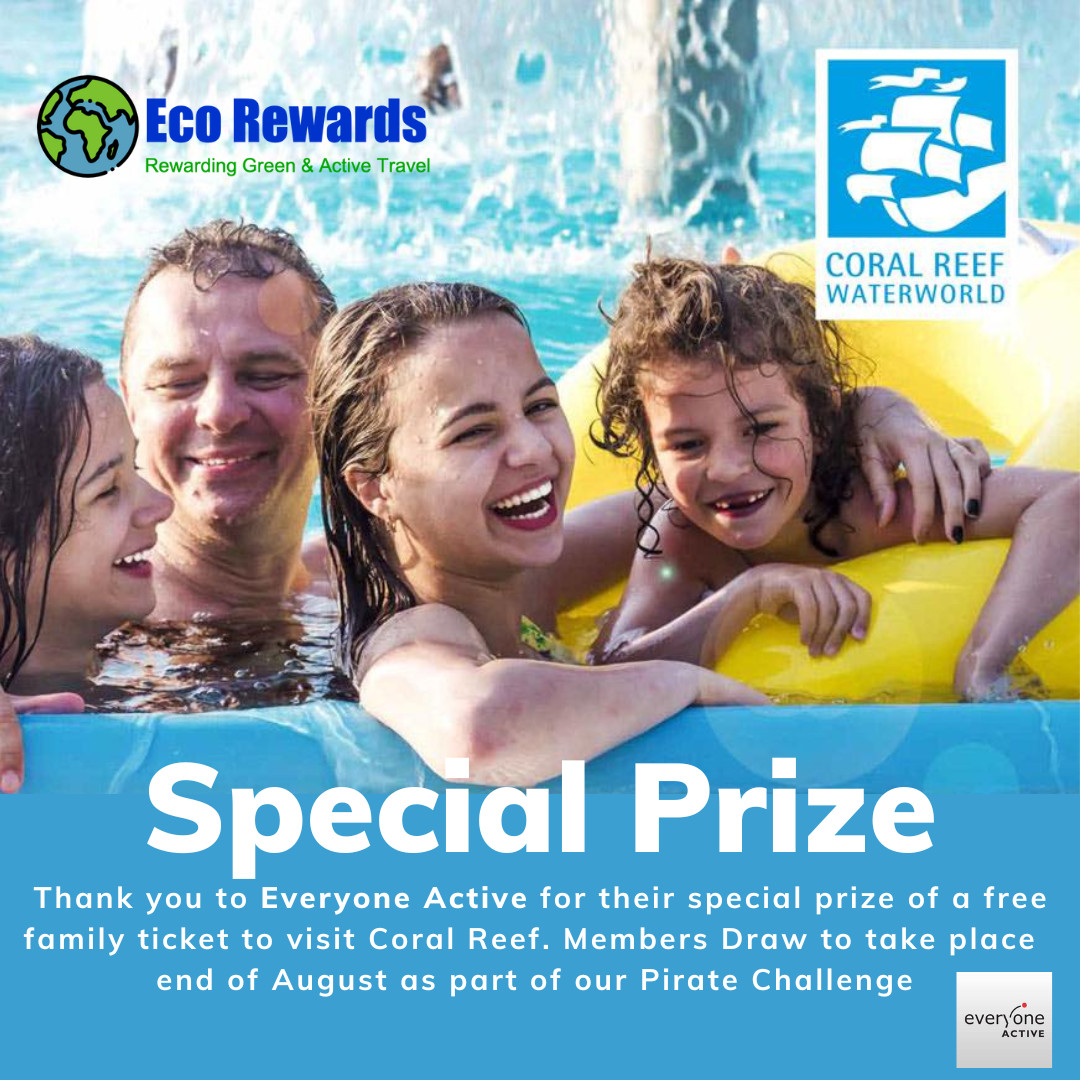 Eco Rewards
Rewarding Green & Active Travel
CORAL REEF
WATERWORLD
Special Prize
Thank you to Everyone Active for their special prize of a free
family ticket to visit Coral Reef. Members Draw to take place
end of August as part of our Pirate Challenge
everyone
ACTIVE